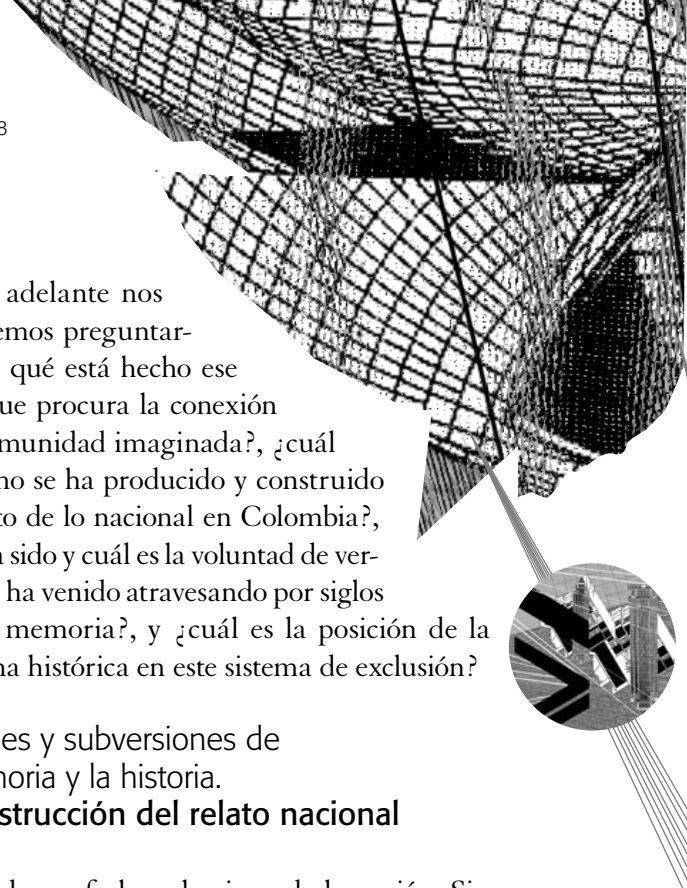 8
adelante nos
emos preguntar-
qué está hecho ese
ue procura la conexión
munidad imaginada?, ¿cuál
no se ha producido y construido
to de lo nacional en Colombia?,
sido y cuál es la voluntad de ver-
ha venido atravesando por siglos
memoria?, y ¿cuál es la posición de la
na histórica en este sistema de exclusión?
es y subversiones de
moria y la historia.
strucción del relato nacional